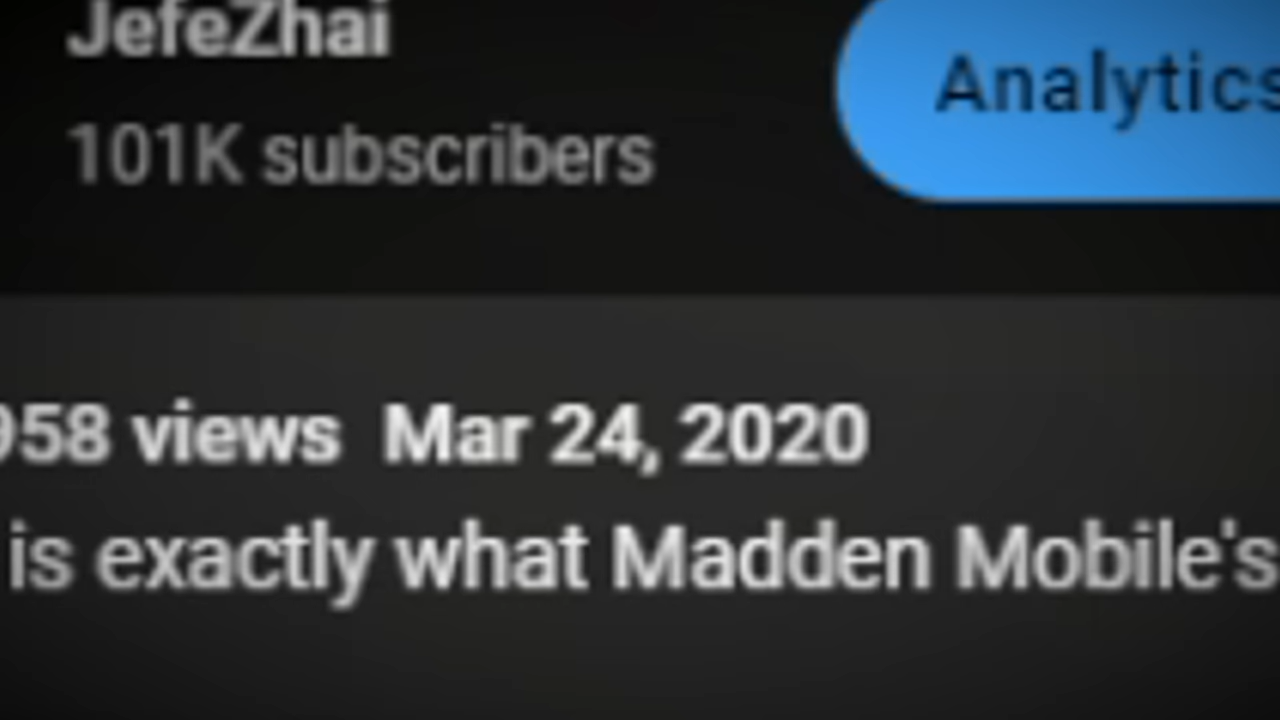 JefeZhai
101K subscribers
Analytics
958 views Mar 24, 2020
is exactly what Madden Mobile's